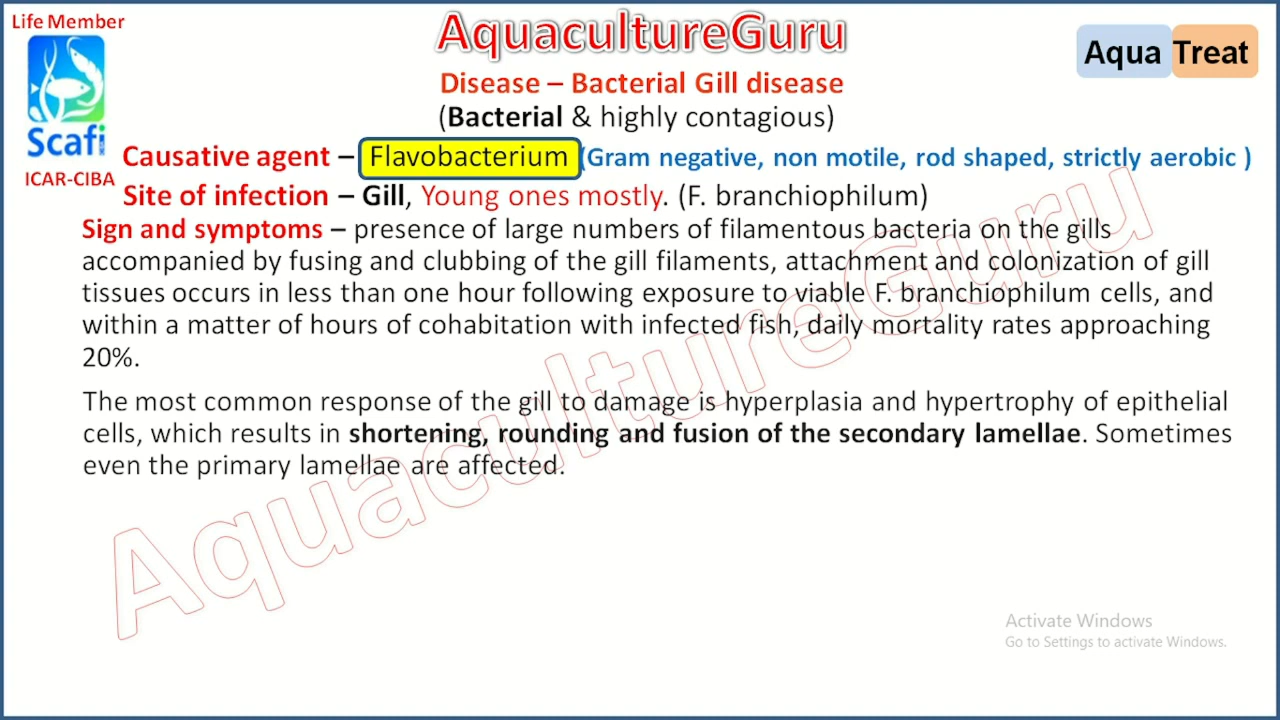 Life Member
AquacultureGuru
Aqua Treat
Disease – Bacterial Gill disease
(Bacterial & highly contagious)
Scafi
ICAR-CIBA
Causative agent – Flavobacterium (Gram negative, non motile, rod shaped, strictly aerobic )
Site of infection – Gill, Young ones mostly. (F. branchiophilum)
Sign and symptoms – presence of large numbers of filamentous bacteria on the gills
accompanied by fusing and clubbing of the gill filaments, attachment and colonization of gill
tissues occurs in less than one hour following exposure to viable F. branchiophilum cells, and
within a matter of hours of cohabitation with infected fish, daily mortality rates approaching
20%.
The most common response of the gill to damage is hyperplasia and hypertrophy of epithelial
cells, which results in shortening, rounding and fusion of the secondary lamellae. Sometimes
even the primary lamellae are affected.
AquacultureGuru
Activate Windows
Go to Settings to activate Windows.